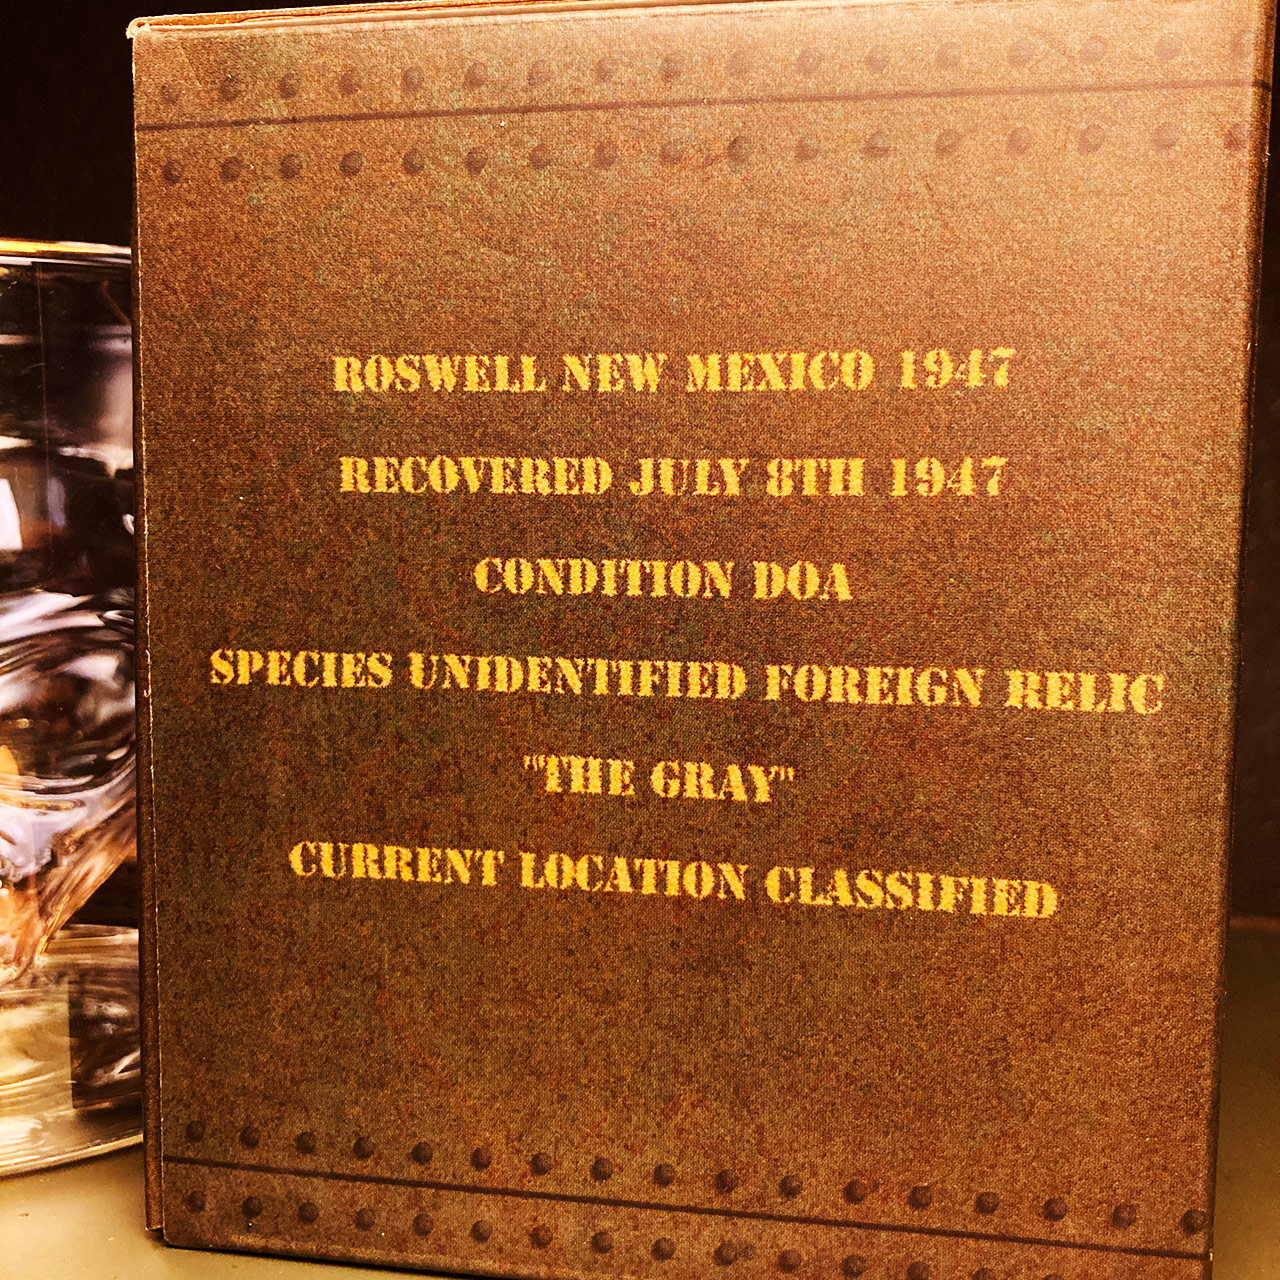 ROSWELL NEW MEXICO 1947
RECOVERED JULY 8TH 1947
CONDITION DOA
SPECIES UNIDENTIFIED FOREIGN RELIC
"THE GRAY"
CURRENT LOCATION CLASSIFIED